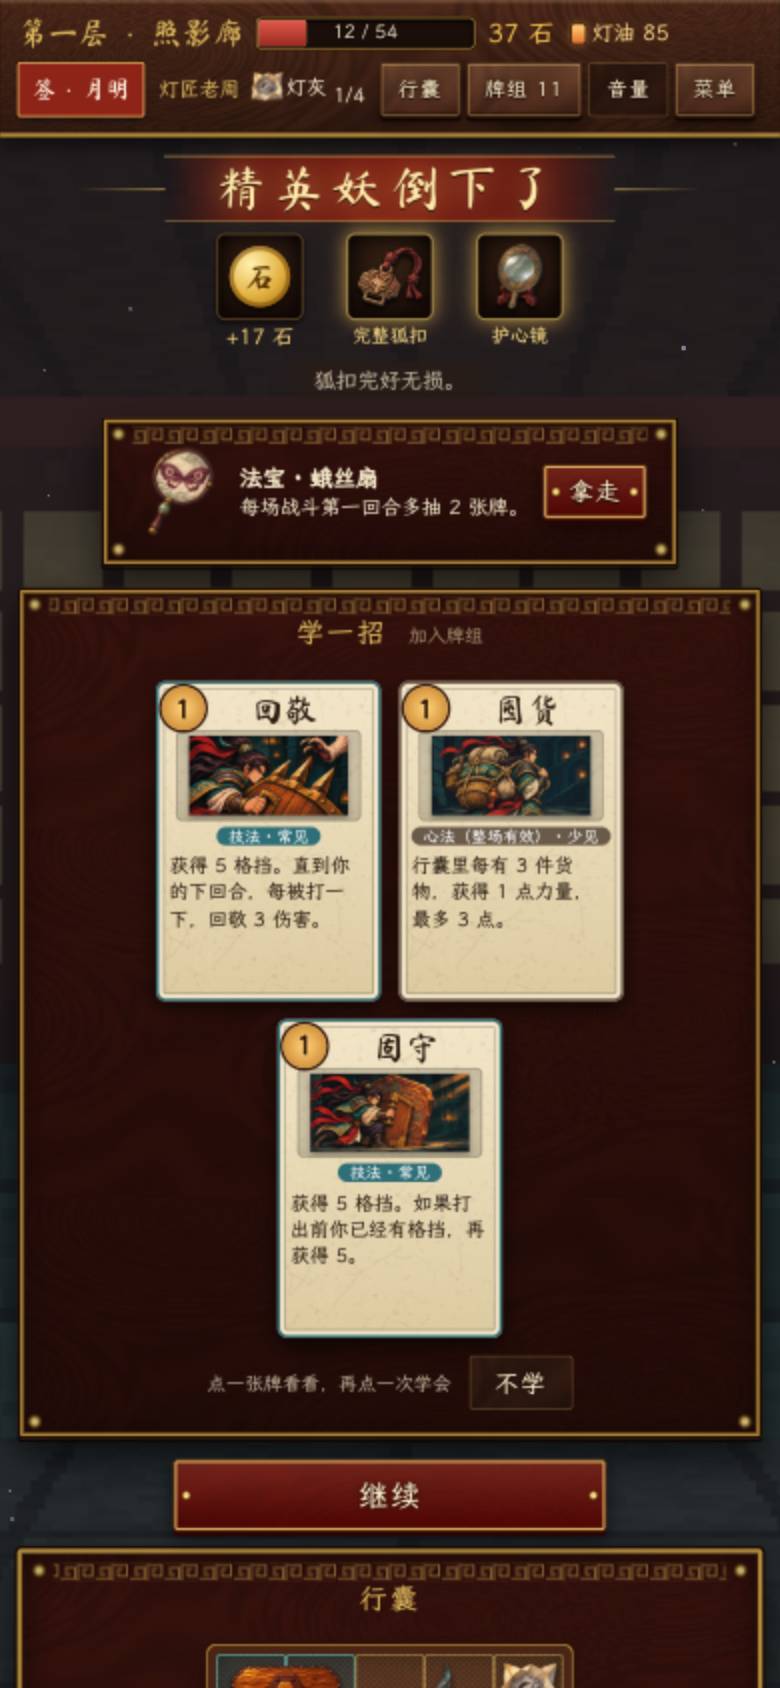 第一层 · 照影廊
12 / 54
37 石
灯油 85
签 · 月明
灯匠老周
灯灰 1/4
行囊
牌组 11
音量
菜单
精英妖倒下了
石
+17 石
完整狐扣
护心镜
狐扣完好无损。
法宝 · 蛾丝扇
每场战斗第一回合多抽 2 张牌。
拿走
学一招 加入牌组
1
回敬
技法 · 常见
获得 5 格挡。直到你
的下回合，每被打一
下，回敬 3 伤害。
1
囤货
心法（整场有效）· 少见
行囊里每有 3 件货
物，获得 1 点力量，
最多 3 点。
1
固守
技法 · 常见
获得 5 格挡。如果打
出前你已经有格挡，再
获得 5。
点一张牌看看，再点一次学会
不学
继续
行囊